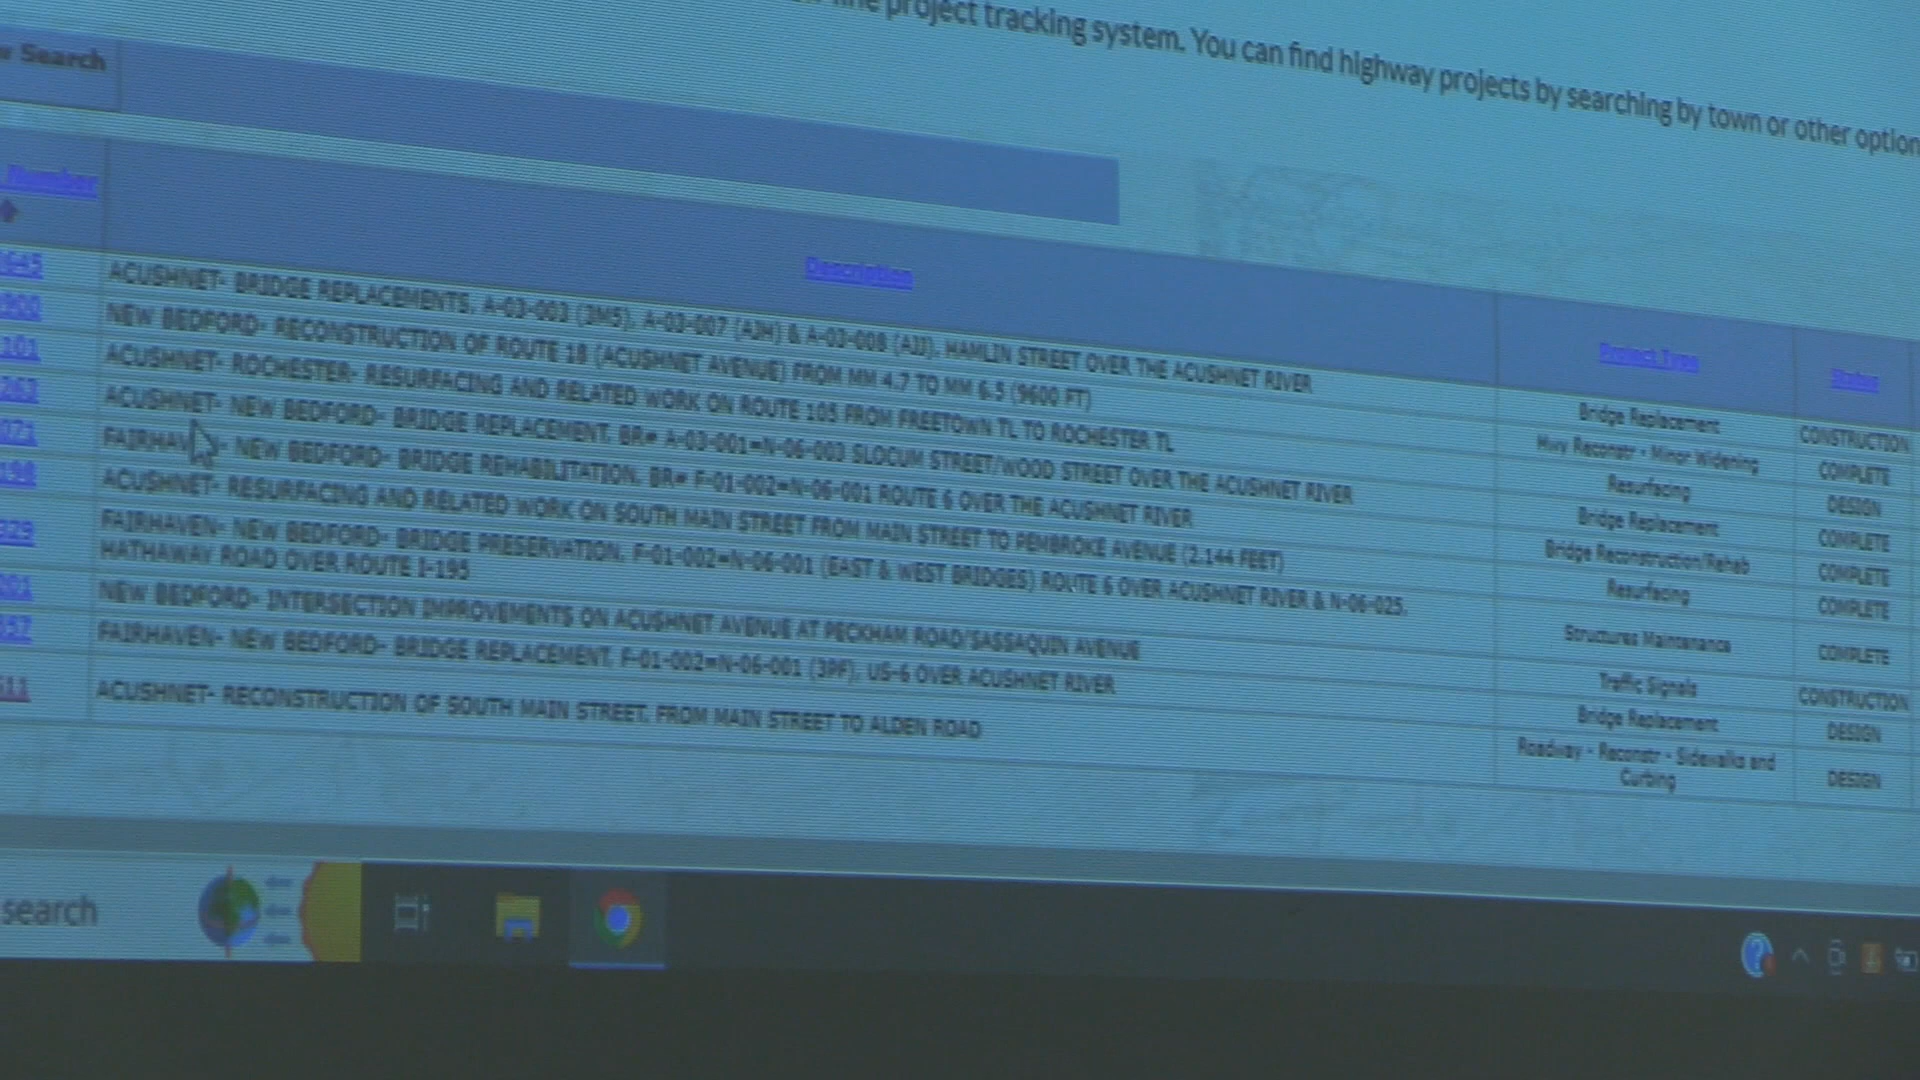 line project tracking system. You can find highway projects by searching by town or other option
Search
Number
Description
Project Type
Status
ACUSHNET- BRIDGE REPLACEMENTS, A-03-003 (3M5), A-03-007 (AJH) & A-03-008 (AJJ), HAMLIN STREET OVER THE ACUSHNET RIVER
Bridge Replacement
CONSTRUCTION
NEW BEDFORD- RECONSTRUCTION OF ROUTE 18 (ACUSHNET AVENUE) FROM MM 4.7 TO MM 6.5 (9600 FT)
Hwy Reconstr - Minor Widening
COMPLETE
101
ACUSHNET- ROCHESTER- RESURFACING AND RELATED WORK ON ROUTE 105 FROM FREETOWN TL TO ROCHESTER TL
Resurfacing
DESIGN
ACUSHNET- NEW BEDFORD- BRIDGE REPLACEMENT, BR# A-03-001=N-06-003 SLOCUM STREET/WOOD STREET OVER THE ACUSHNET RIVER
Bridge Replacement
COMPLETE
FAIRHAVEN- NEW BEDFORD- BRIDGE REHABILITATION, BR# F-01-002=N-06-001 ROUTE 6 OVER THE ACUSHNET RIVER
Bridge Reconstruction/Rehab
COMPLETE
ACUSHNET- RESURFACING AND RELATED WORK ON SOUTH MAIN STREET FROM MAIN STREET TO PEMBROKE AVENUE (2,144 FEET)
Resurfacing
COMPLETE
FAIRHAVEN- NEW BEDFORD- BRIDGE PRESERVATION, F-01-002=N-06-001 (EAST & WEST BRIDGES) ROUTE 6 OVER ACUSHNET RIVER & N-06-025,
HATHAWAY ROAD OVER ROUTE I-195
Structures Maintenance
COMPLETE
NEW BEDFORD- INTERSECTION IMPROVEMENTS ON ACUSHNET AVENUE AT PECKHAM ROAD/SASSAQUIN AVENUE
Traffic Signals
CONSTRUCTION
FAIRHAVEN- NEW BEDFORD- BRIDGE REPLACEMENT, F-01-002=N-06-001 (3PF), US-6 OVER ACUSHNET RIVER
Bridge Replacement
DESIGN
ACUSHNET- RECONSTRUCTION OF SOUTH MAIN STREET, FROM MAIN STREET TO ALDEN ROAD
Roadway - Reconstr - Sidewalks and
Curbing
DESIGN
search